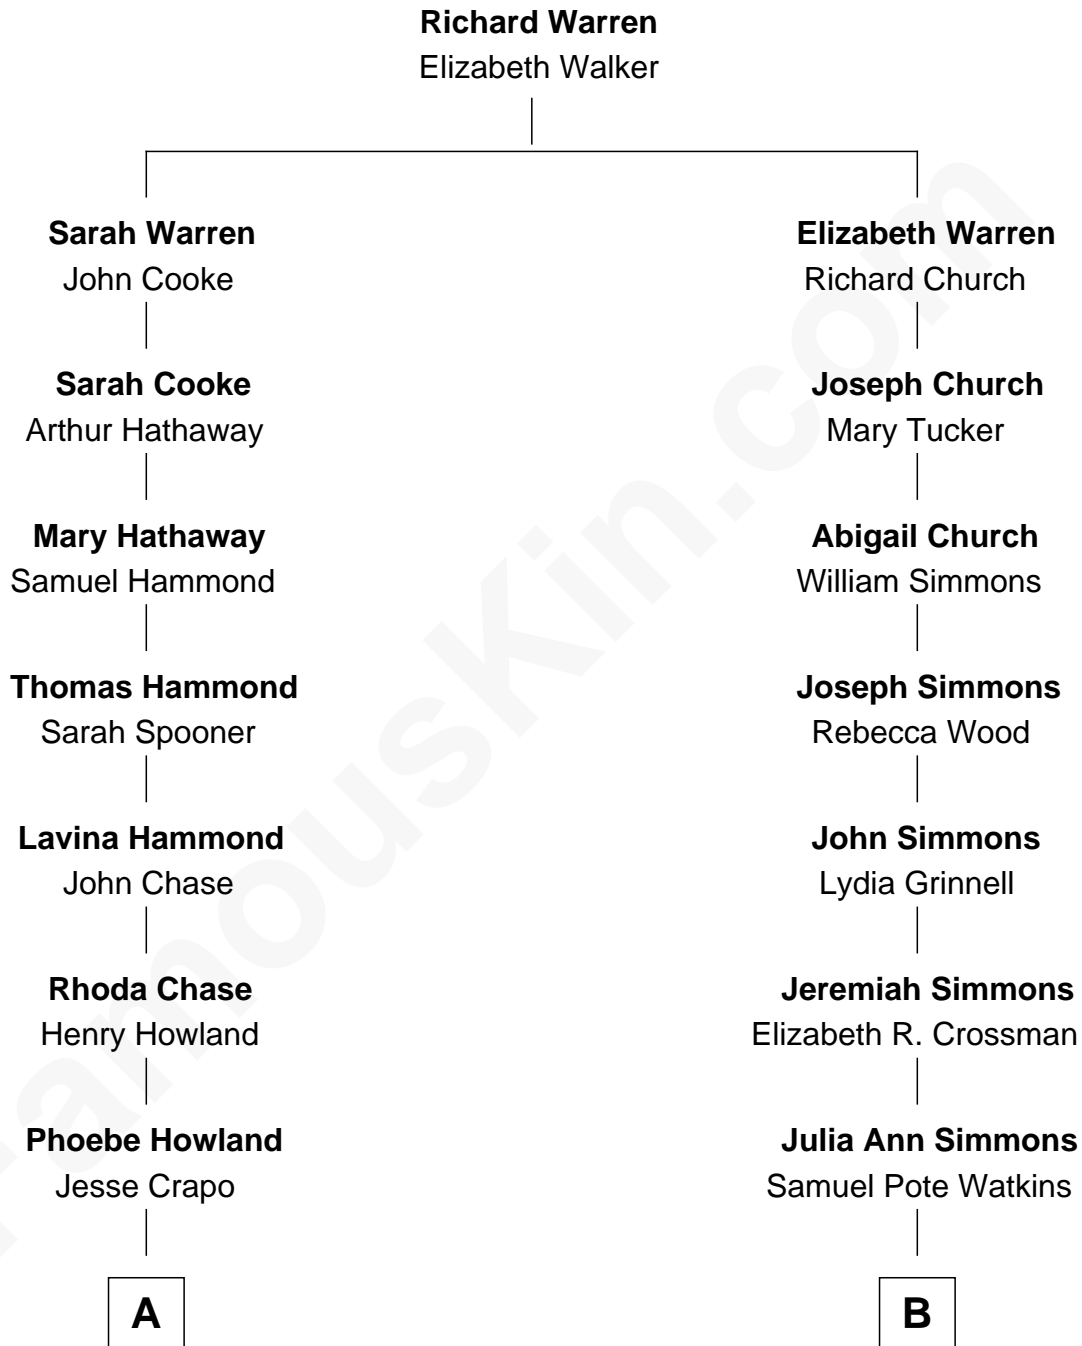 Richard Warren
Elizabeth Walker
Sarah Warren
John Cooke
Elizabeth Warren
Richard Church
Sarah Cooke
Arthur Hathaway
Joseph Church
Mary Tucker
Mary Hathaway
Samuel Hammond
Abigail Church
William Simmons
Thomas Hammond
Sarah Spooner
Joseph Simmons
Rebecca Wood
Lavina Hammond
John Chase
John Simmons
Lydia Grinnell
Rhoda Chase
Henry Howland
Jeremiah Simmons
Elizabeth R. Crossman
Phoebe Howland
Jesse Crapo
Julia Ann Simmons
Samuel Pote Watkins
A
B
FamousKin.com